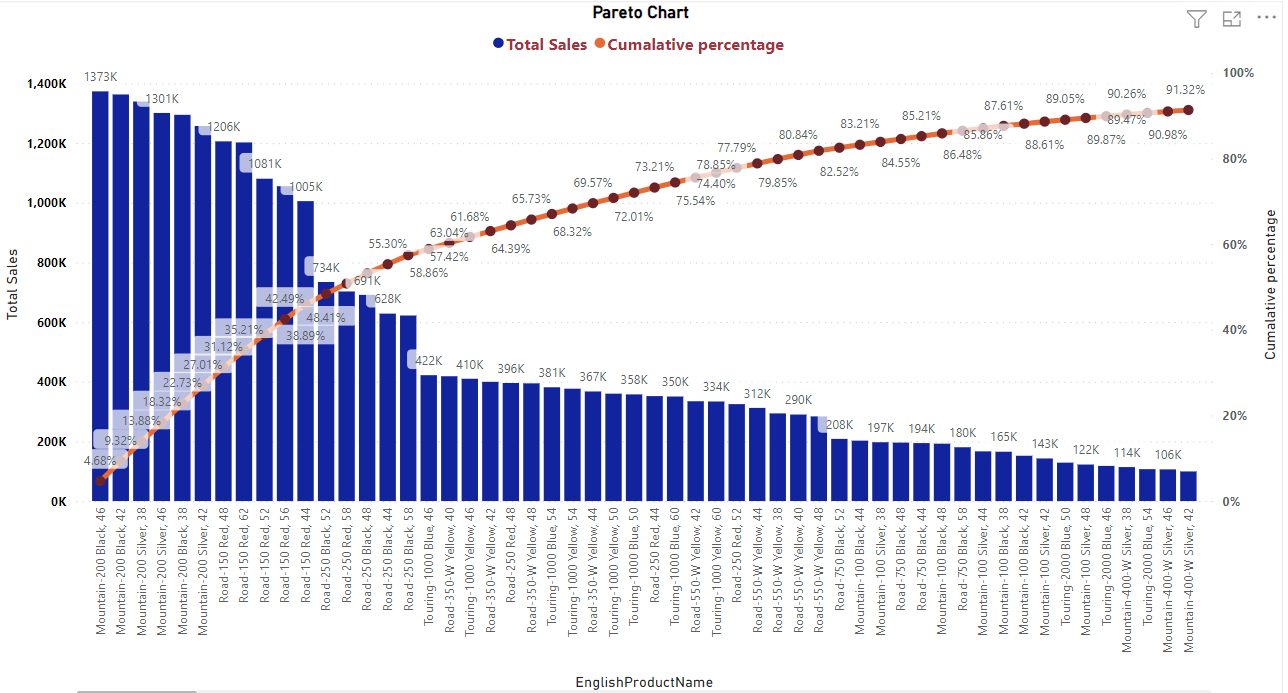 Pareto Chart
Total Sales
Cumalative percentage
Total Sales
1,400K
1,200K
1,000K
800K
600K
400K
200K
0K
1373K
1301K
1206K
1081K
1005K
734K
691K
628K
422K
410K
396K
381K
367K
358K
350K
334K
312K
290K
208K
197K
194K
180K
165K
143K
122K
114K
106K
4.68%
9.32%
13.88%
18.32%
22.73%
27.01%
31.12%
35.21%
38.89%
42.49%
48.41%
55.30%
57.42%
58.86%
61.68%
63.04%
64.39%
65.73%
68.32%
69.57%
72.01%
73.21%
74.40%
75.54%
77.79%
78.85%
79.85%
80.84%
82.52%
83.21%
84.55%
85.21%
85.86%
86.48%
87.61%
88.61%
89.05%
89.47%
89.87%
90.26%
90.98%
91.32%
100%
80%
60%
40%
20%
0%
Cumalative percentage
Mountain-200 Black, 46
Mountain-200 Black, 42
Mountain-200 Silver, 38
Mountain-200 Silver, 46
Mountain-200 Black, 38
Mountain-200 Silver, 42
Road-150 Red, 48
Road-150 Red, 62
Road-150 Red, 52
Road-150 Red, 56
Road-150 Red, 44
Road-250 Black, 52
Road-250 Red, 58
Road-250 Black, 48
Road-250 Black, 44
Road-250 Black, 58
Touring-1000 Blue, 46
Road-350-W Yellow, 40
Touring-1000 Yellow, 46
Road-350-W Yellow, 42
Road-250 Red, 48
Road-350-W Yellow, 48
Touring-1000 Blue, 54
Touring-1000 Yellow, 54
Road-350-W Yellow, 44
Touring-1000 Yellow, 50
Touring-1000 Blue, 50
Road-250 Red, 44
Touring-1000 Blue, 60
Road-550-W Yellow, 42
Touring-1000 Yellow, 60
Road-250 Red, 52
Road-550-W Yellow, 44
Road-550-W Yellow, 38
Road-550-W Yellow, 40
Road-550-W Yellow, 48
Road-750 Black, 52
Mountain-100 Black, 44
Mountain-100 Silver, 38
Road-750 Black, 48
Road-750 Black, 44
Mountain-100 Black, 48
Road-750 Black, 58
Mountain-100 Silver, 44
Mountain-100 Black, 38
Mountain-100 Black, 42
Mountain-100 Silver, 42
Touring-2000 Blue, 50
Mountain-100 Silver, 48
Touring-2000 Blue, 46
Mountain-400-W Silver, 38
Touring-2000 Blue, 54
Mountain-400-W Silver, 46
Mountain-400-W Silver, 42
EnglishProductName